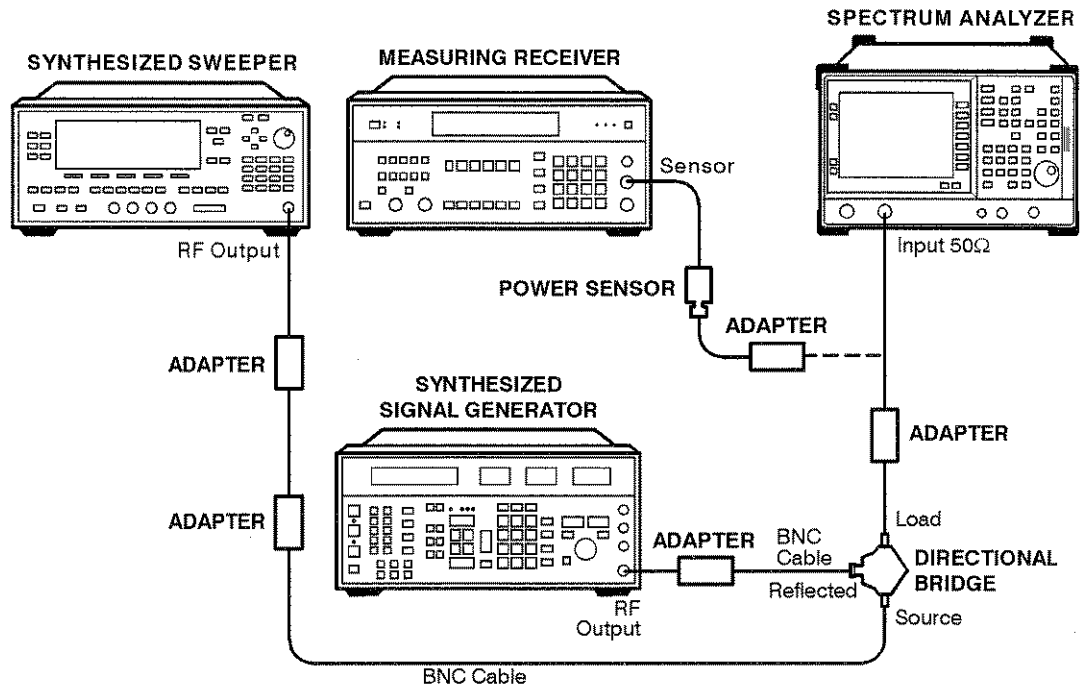 SPECTRUM ANALYZER
SYNTHESIZED SWEEPER
MEASURING RECEIVER
Sensor
RF Output
Input 50Ω
POWER SENSOR
ADAPTER
ADAPTER
SYNTHESIZED
SIGNAL GENERATOR
ADAPTER
ADAPTER
Load
ADAPTER
BNC
Cable
DIRECTIONAL
BRIDGE
Reflected
RF
Output
Source
BNC Cable